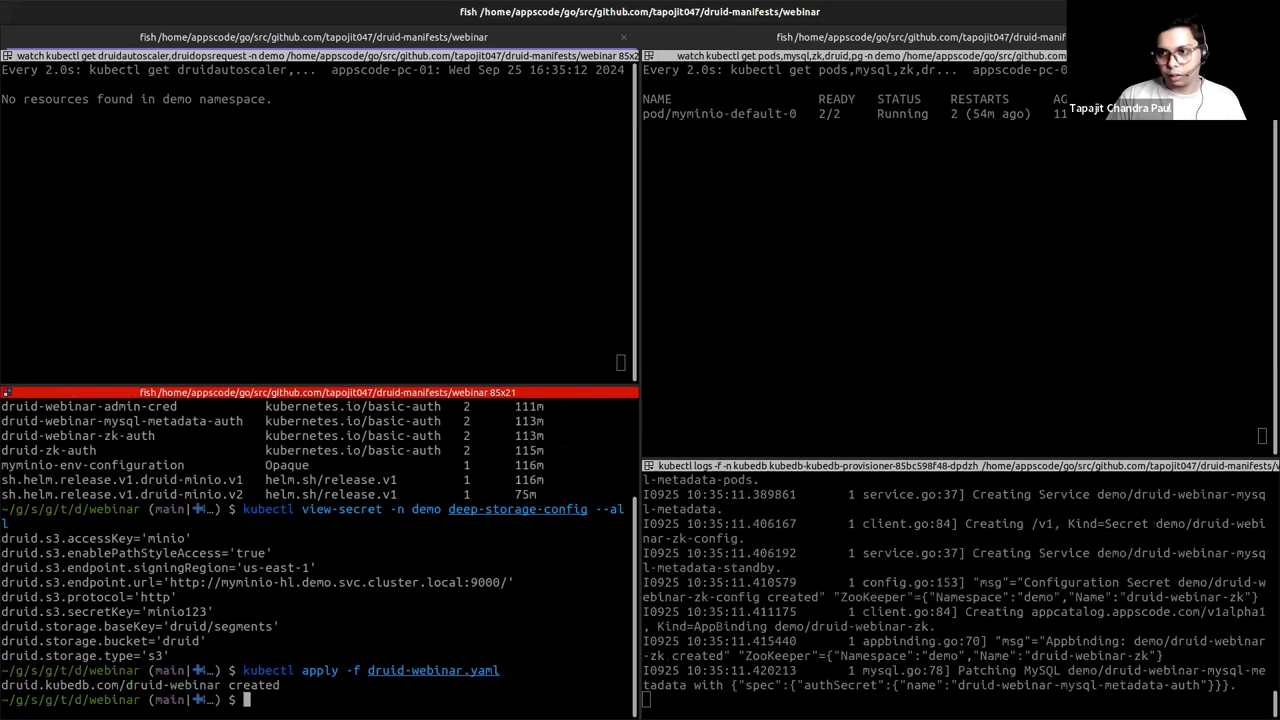 fish /home/appscode/go/src/github.com/tapojit047/druid-manifests/webinar
fish /home/appscode/go/src/github.com/tapojit047/druid-manifests/webinar ×
watch kubectl get druidautoscaler,druidopsrequest -n demo /home/appscode/go/src/github.com/tapojit047/druid-manifests/webinar 85x2
Every 2.0s: kubectl get druidautoscaler,... appscode-pc-01: Wed Sep 25 16:35:12 2024
No resources found in demo namespace.
fish /home/appscode/go/src/github.com/tapojit047/druid-manif
watch kubectl get pods,mysql,zk,druid,pg -n demo /home/appscode/go/src/github.com
Every 2.0s: kubectl get pods,mysql,zk,dr... appscode-pc-0
NAME READY STATUS RESTARTS AG
pod/myminio-default-0 2/2 Running 2 (54m ago) 11
Tapajit Chandra Paul
fish /home/appscode/go/src/github.com/tapojit047/druid-manifests/webinar 85x21
druid-webinar-admin-cred kubernetes.io/basic-auth 2 111m
druid-webinar-mysql-metadata-auth kubernetes.io/basic-auth 2 113m
druid-webinar-zk-auth kubernetes.io/basic-auth 2 113m
druid-zk-auth kubernetes.io/basic-auth 2 115m
myminio-env-configuration Opaque 1 116m
sh.helm.release.v1.druid-minio.v1 helm.sh/release.v1 1 116m
sh.helm.release.v1.druid-minio.v2 helm.sh/release.v1 1 75m
~/g/s/g/t/d/webinar (main|✚4…) $ kubectl view-secret -n demo deep-storage-config --al
l
druid.s3.accessKey='minio'
druid.s3.enablePathStyleAccess='true'
druid.s3.endpoint.signingRegion='us-east-1'
druid.s3.endpoint.url='http://myminio-hl.demo.svc.cluster.local:9000/'
druid.s3.protocol='http'
druid.s3.secretKey='minio123'
druid.storage.baseKey='druid/segments'
druid.storage.bucket='druid'
druid.storage.type='s3'
~/g/s/g/t/d/webinar (main|✚4…) $ kubectl apply -f druid-webinar.yaml
druid.kubedb.com/druid-webinar created
~/g/s/g/t/d/webinar (main|✚4…) $
kubectl logs -f -n kubedb kubedb-kubedb-provisioner-85bc598f48-dpdzh /home/appscode/go/src/github.com/tapojit047/druid-manifests/w
l-metadata-pods.
I0925 10:35:11.389861 1 service.go:37] Creating Service demo/druid-webinar-mysq
l-metadata.
I0925 10:35:11.406167 1 client.go:84] Creating /v1, Kind=Secret demo/druid-webi
nar-zk-config.
I0925 10:35:11.406192 1 service.go:37] Creating Service demo/druid-webinar-mysq
l-metadata-standby.
I0925 10:35:11.410579 1 config.go:153] "msg"="Configuration Secret demo/druid-w
ebinar-zk-config created" "ZooKeeper"={"Namespace":"demo","Name":"druid-webinar-zk"}
I0925 10:35:11.411175 1 client.go:84] Creating appcatalog.appscode.com/v1alpha1
, Kind=AppBinding demo/druid-webinar-zk.
I0925 10:35:11.415440 1 appbinding.go:70] "msg"="Appbinding: demo/druid-webinar
-zk created" "ZooKeeper"={"Namespace":"demo","Name":"druid-webinar-zk"}
I0925 10:35:11.420213 1 mysql.go:78] Patching MySQL demo/druid-webinar-mysql-me
tadata with {"spec":{"authSecret":{"name":"druid-webinar-mysql-metadata-auth"}}}.